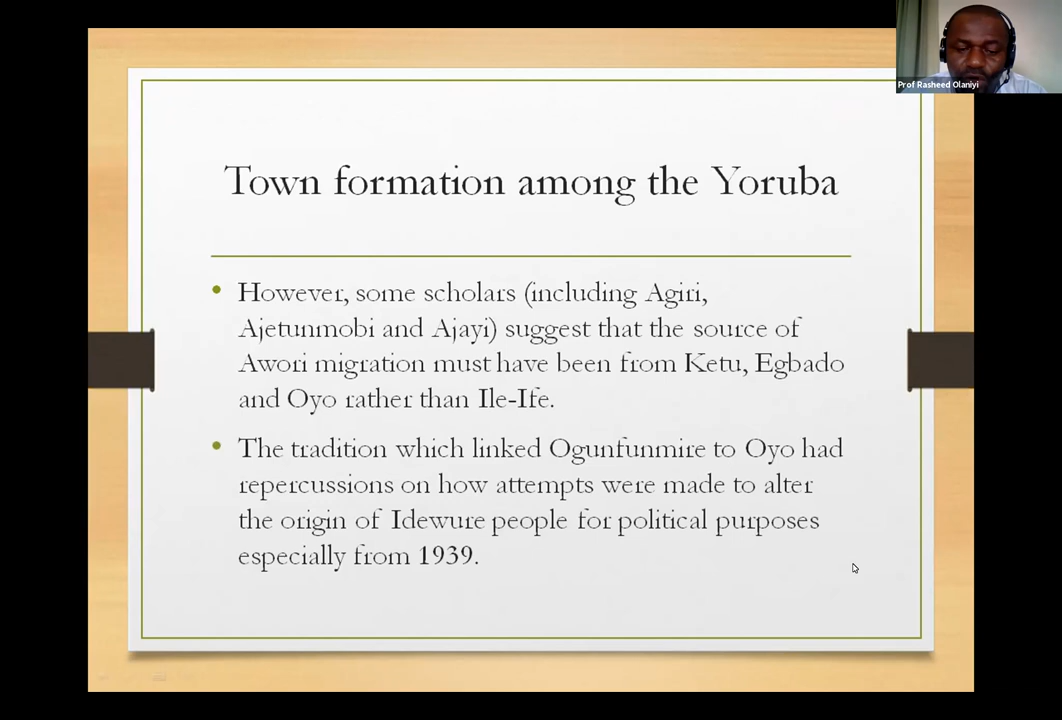 Prof Rasheed Olaniyi
Town formation among the Yoruba
• However, some scholars (including Agiri,
Ajetunmobi and Ajayi) suggest that the source of
Awori migration must have been from Ketu, Egbado
and Oyo rather than Ile-Ife.
• The tradition which linked Ogunfunmire to Oyo had
repercussions on how attempts were made to alter
the origin of Idewure people for political purposes
especially from 1939.